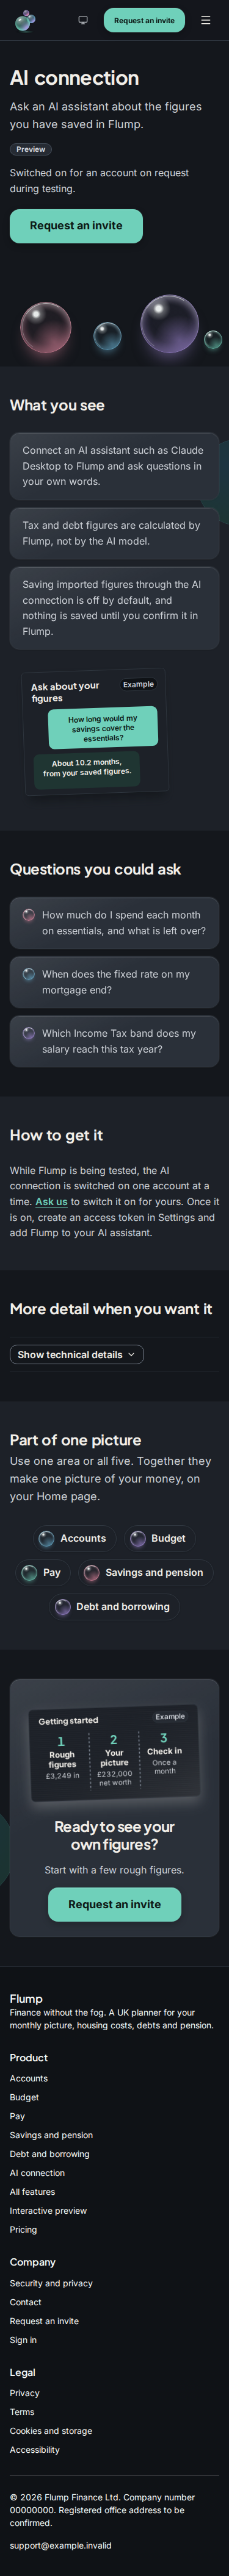 Request an invite
AI connection
Ask an AI assistant about the figures
you have saved in Flump.
Preview
Switched on for an account on request
during testing.
Request an invite
What you see
Connect an AI assistant such as Claude
Desktop to Flump and ask questions in
your own words.
Tax and debt figures are calculated by
Flump, not by the AI model.
Saving imported figures through the AI
connection is off by default, and
nothing is saved until you confirm it in
Flump.
Ask about your
figures
Example
How long would my
savings cover the
essentials?
About 10.2 months,
from your saved figures.
Questions you could ask
How much do I spend each month
on essentials, and what is left over?
When does the fixed rate on my
mortgage end?
Which Income Tax band does my
salary reach this tax year?
How to get it
While Flump is being tested, the AI
connection is switched on one account at a
time. Ask us to switch it on for yours. Once it
is on, create an access token in Settings and
add Flump to your AI assistant.
More detail when you want it
Show technical details
Part of one picture
Use one area or all five. Together they
make one picture of your money, on
your Home page.
Accounts
Budget
Pay
Savings and pension
Debt and borrowing
Getting started
Example
1
Rough
figures
£3,249 in
2
Your
picture
£232,000
net worth
3
Check in
Once a
month
Ready to see your
own figures?
Start with a few rough figures.
Request an invite
Flump
Finance without the fog. A UK planner for your
monthly picture, housing costs, debts and pension.
Product
Accounts
Budget
Pay
Savings and pension
Debt and borrowing
AI connection
All features
Interactive preview
Pricing
Company
Security and privacy
Contact
Request an invite
Sign in
Legal
Privacy
Terms
Cookies and storage
Accessibility
© 2026 Flump Finance Ltd. Company number
00000000. Registered office address to be
confirmed.
support@example.invalid